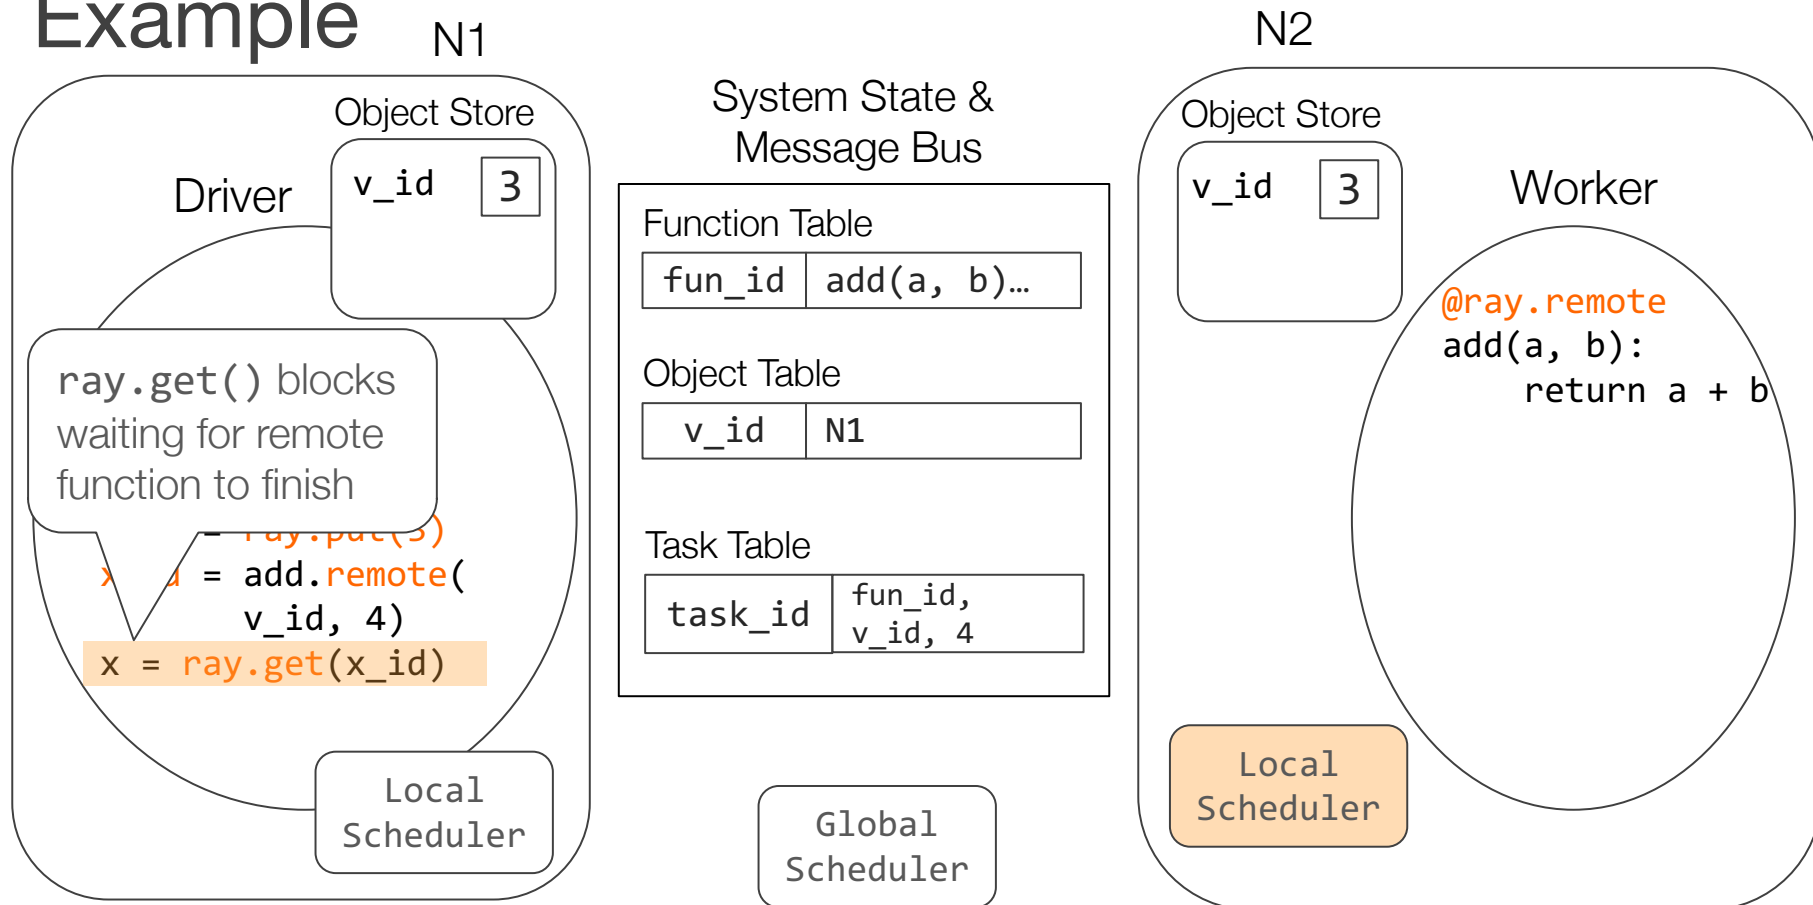 Example
N1
Object Store
v_id 3
Driver
ray.get() blocks
waiting for remote
function to finish
= ray.put(3)
= add.remote(
v_id, 4)
x = ray.get(x_id)
Local
Scheduler
System State &
Message Bus
Function Table
fun_id add(a, b)…
Object Table
v_id N1
Task Table
task_id fun_id,
v_id, 4
Global
Scheduler
N2
Object Store
v_id 3
Worker
@ray.remote
add(a, b):
return a + b
Local
Scheduler